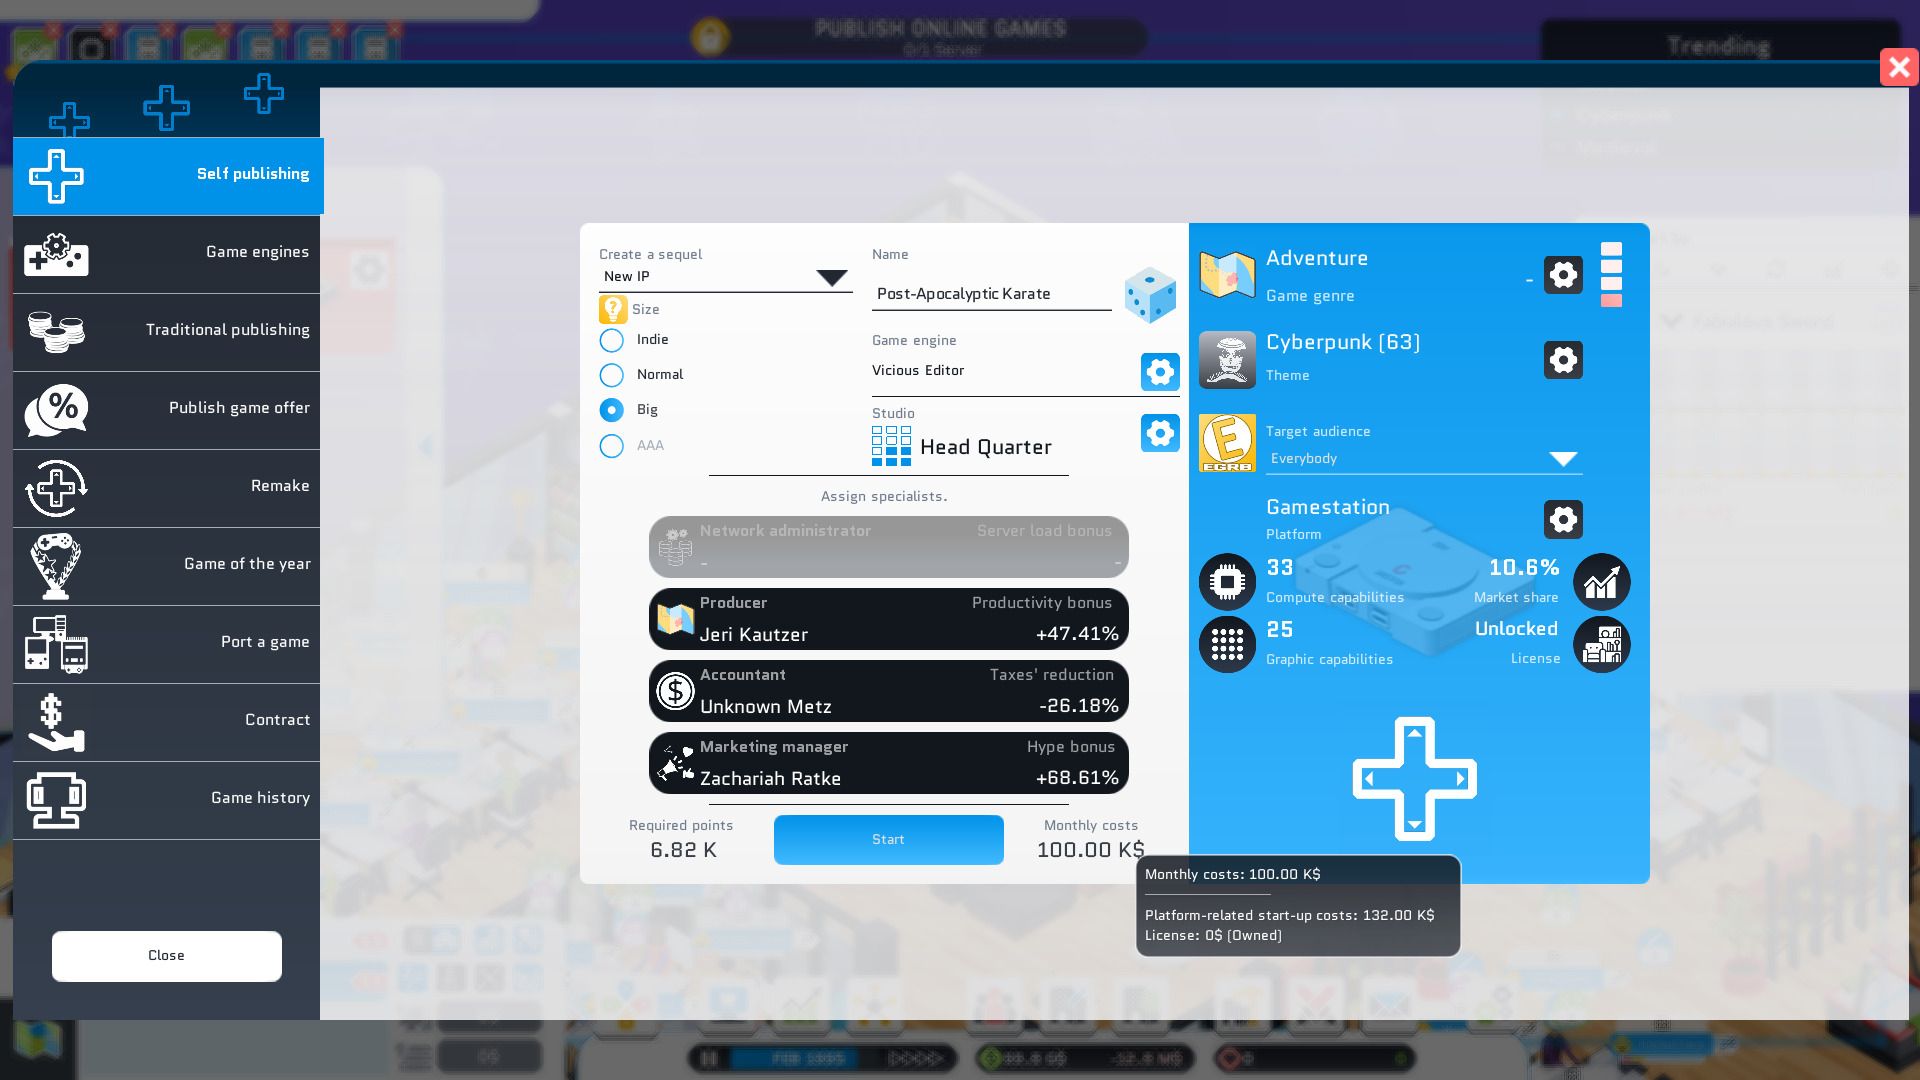 PUBLISH ONLINE GAMES
0/1 Server
Trending
Self publishing
Game engines
Traditional publishing
Publish game offer
Remake
Game of the year
Port a game
Contract
Game history
Close
Create a sequel
New IP
Size
Indie
Normal
Big
AAA
Name
Post-Apocalyptic Karate
Game engine
Vicious Editor
Studio
Head Quarter
Assign specialists.
Network administrator
Server load bonus
-
-
Producer
Productivity bonus
Jeri Kautzer
+47.41%
Accountant
Taxes' reduction
Unknown Metz
-26.18%
Marketing manager
Hype bonus
Zachariah Ratke
+68.61%
Required points
6.82 K
Start
Monthly costs
100.00 K$
Adventure
-
Game genre
Cyberpunk (63)
Theme
E
EGRB
Target audience
Everybody
Gamestation
Platform
33
Compute capabilities
10.6%
Market share
25
Graphic capabilities
Unlocked
License
Monthly costs: 100.00 K$
Platform-related start-up costs: 132.00 K$
License: 0$ (Owned)